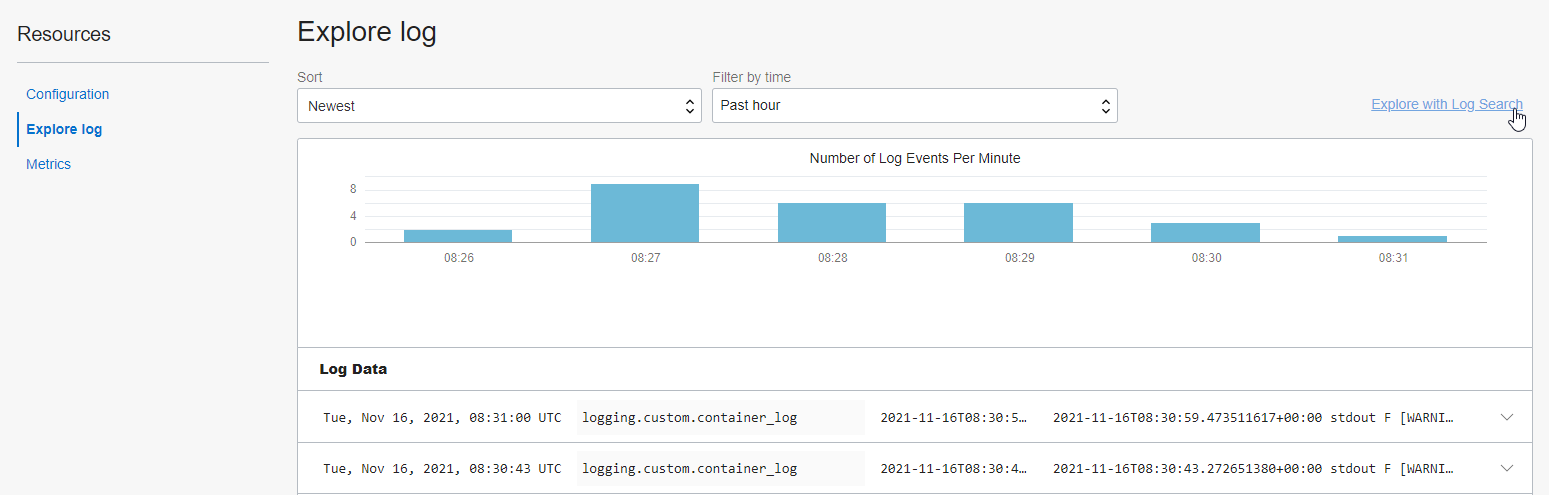 Resources
Configuration
Explore log
Metrics
Explore log
Sort
Filter by time
Newest
Past hour
Explore with Log Search
Number of Log Events Per Minute
8
4
0
08:26 08:27 08:28 08:29 08:30 08:31
Log Data
Tue, Nov 16, 2021, 08:31:00 UTC logging.custom.container_log 2021-11-16T08:30:5… 2021-11-16T08:30:59.473511617+00:00 stdout F [WARNI…
Tue, Nov 16, 2021, 08:30:43 UTC logging.custom.container_log 2021-11-16T08:30:4… 2021-11-16T08:30:43.272651380+00:00 stdout F [WARNI…